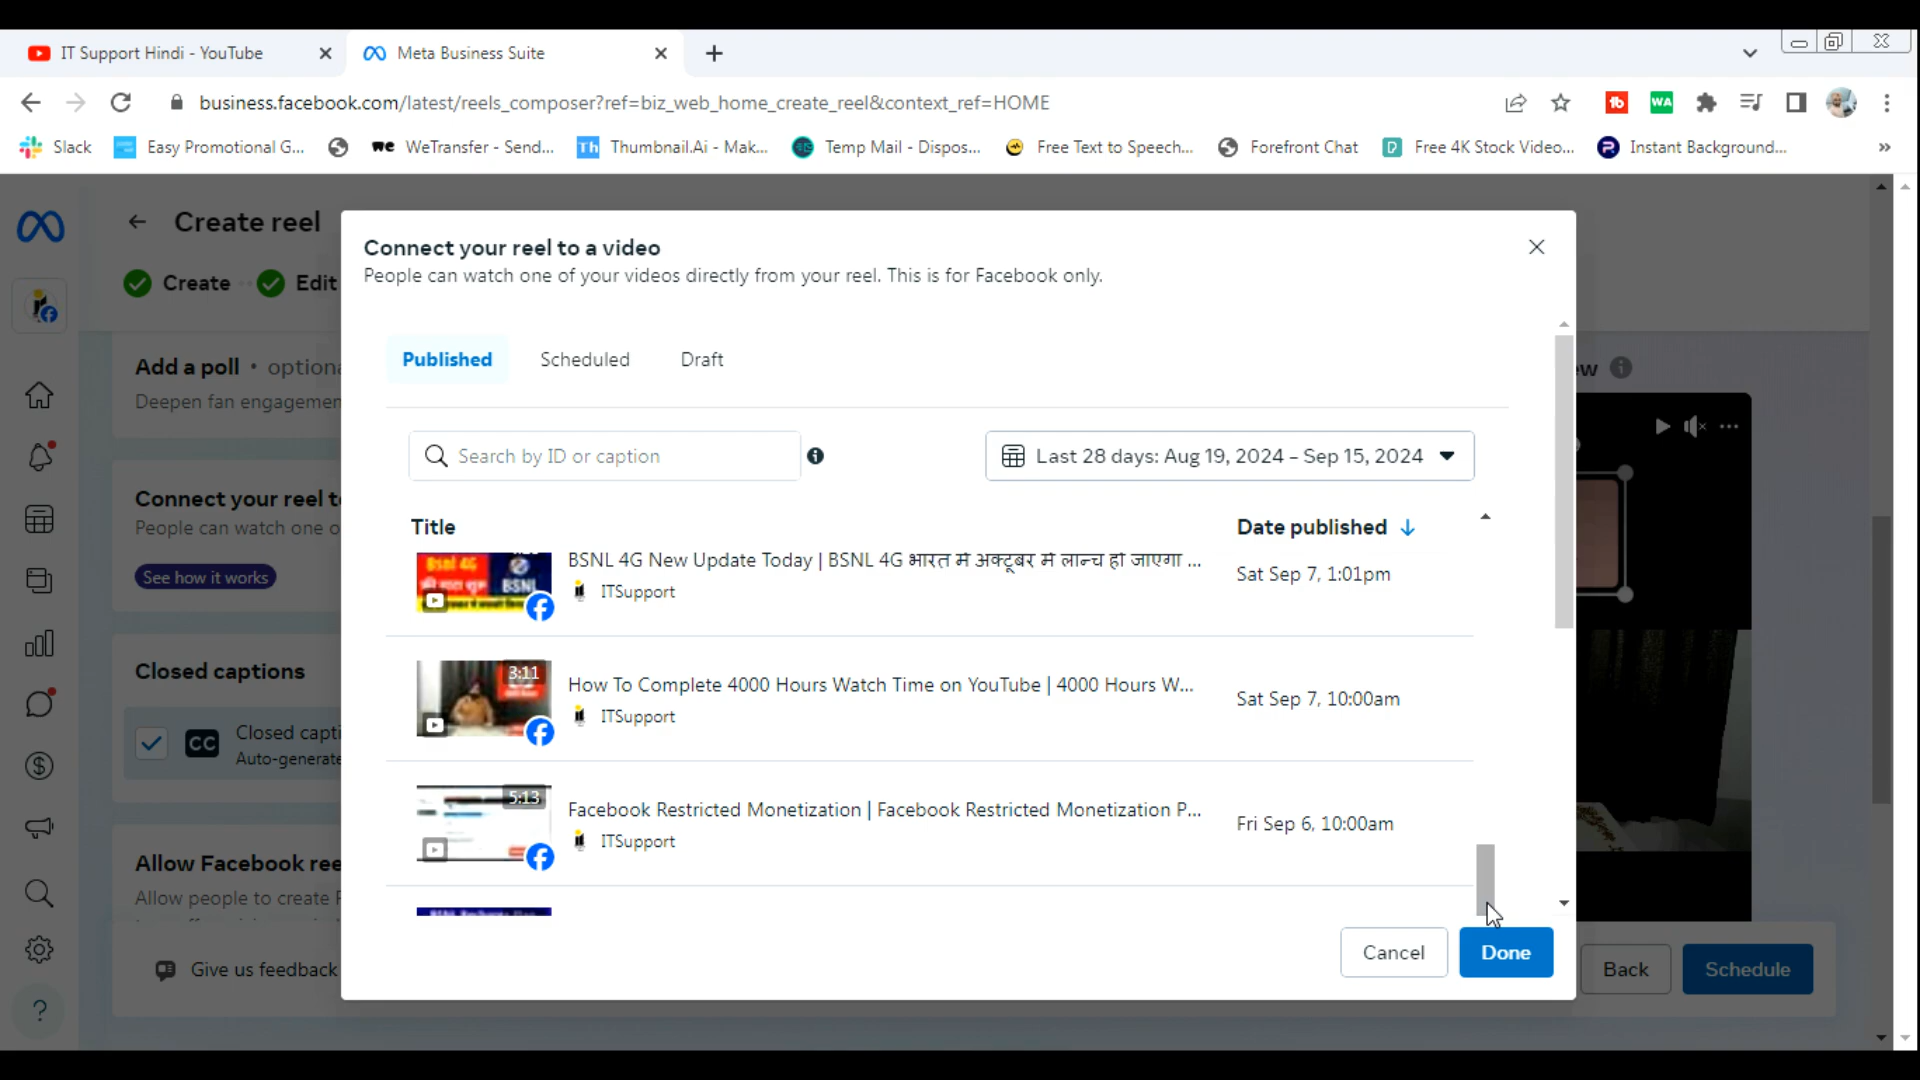 IT Support Hindi - YouTube
Meta Business Suite
business.facebook.com/latest/reels_composer?ref=biz_web_home_create_reel&context_ref=HOME
Slack
Easy Promotional G...
WeTransfer - Send...
Thumbnail.Ai - Mak...
Temp Mail - Dispos...
Free Text to Speech...
Forefront Chat
Free 4K Stock Video...
Instant Background...
Create reel
Create
Edit
Connect your reel to a video
People can watch one of your videos directly from your reel. This is for Facebook only.
Published
Scheduled
Draft
Add a poll • optiona
Deepen fan engagemen
ew
Search by ID or caption
Last 28 days: Aug 19, 2024 – Sep 15, 2024
Connect your reel t
People can watch one o
See how it works
Title
Date published
BSNL 4G New Update Today | BSNL 4G भारत में अक्टूबर में लान्च हो जाएगा ...
ITSupport
Sat Sep 7, 1:01pm
3:11
How To Complete 4000 Hours Watch Time on YouTube | 4000 Hours W...
ITSupport
Sat Sep 7, 10:00am
Closed captions
CC
Closed capti
Auto-generate
5:13
Facebook Restricted Monetization | Facebook Restricted Monetization P...
ITSupport
Fri Sep 6, 10:00am
Allow Facebook ree
Allow people to create
Give us feedback
Cancel
Done
Back
Schedule